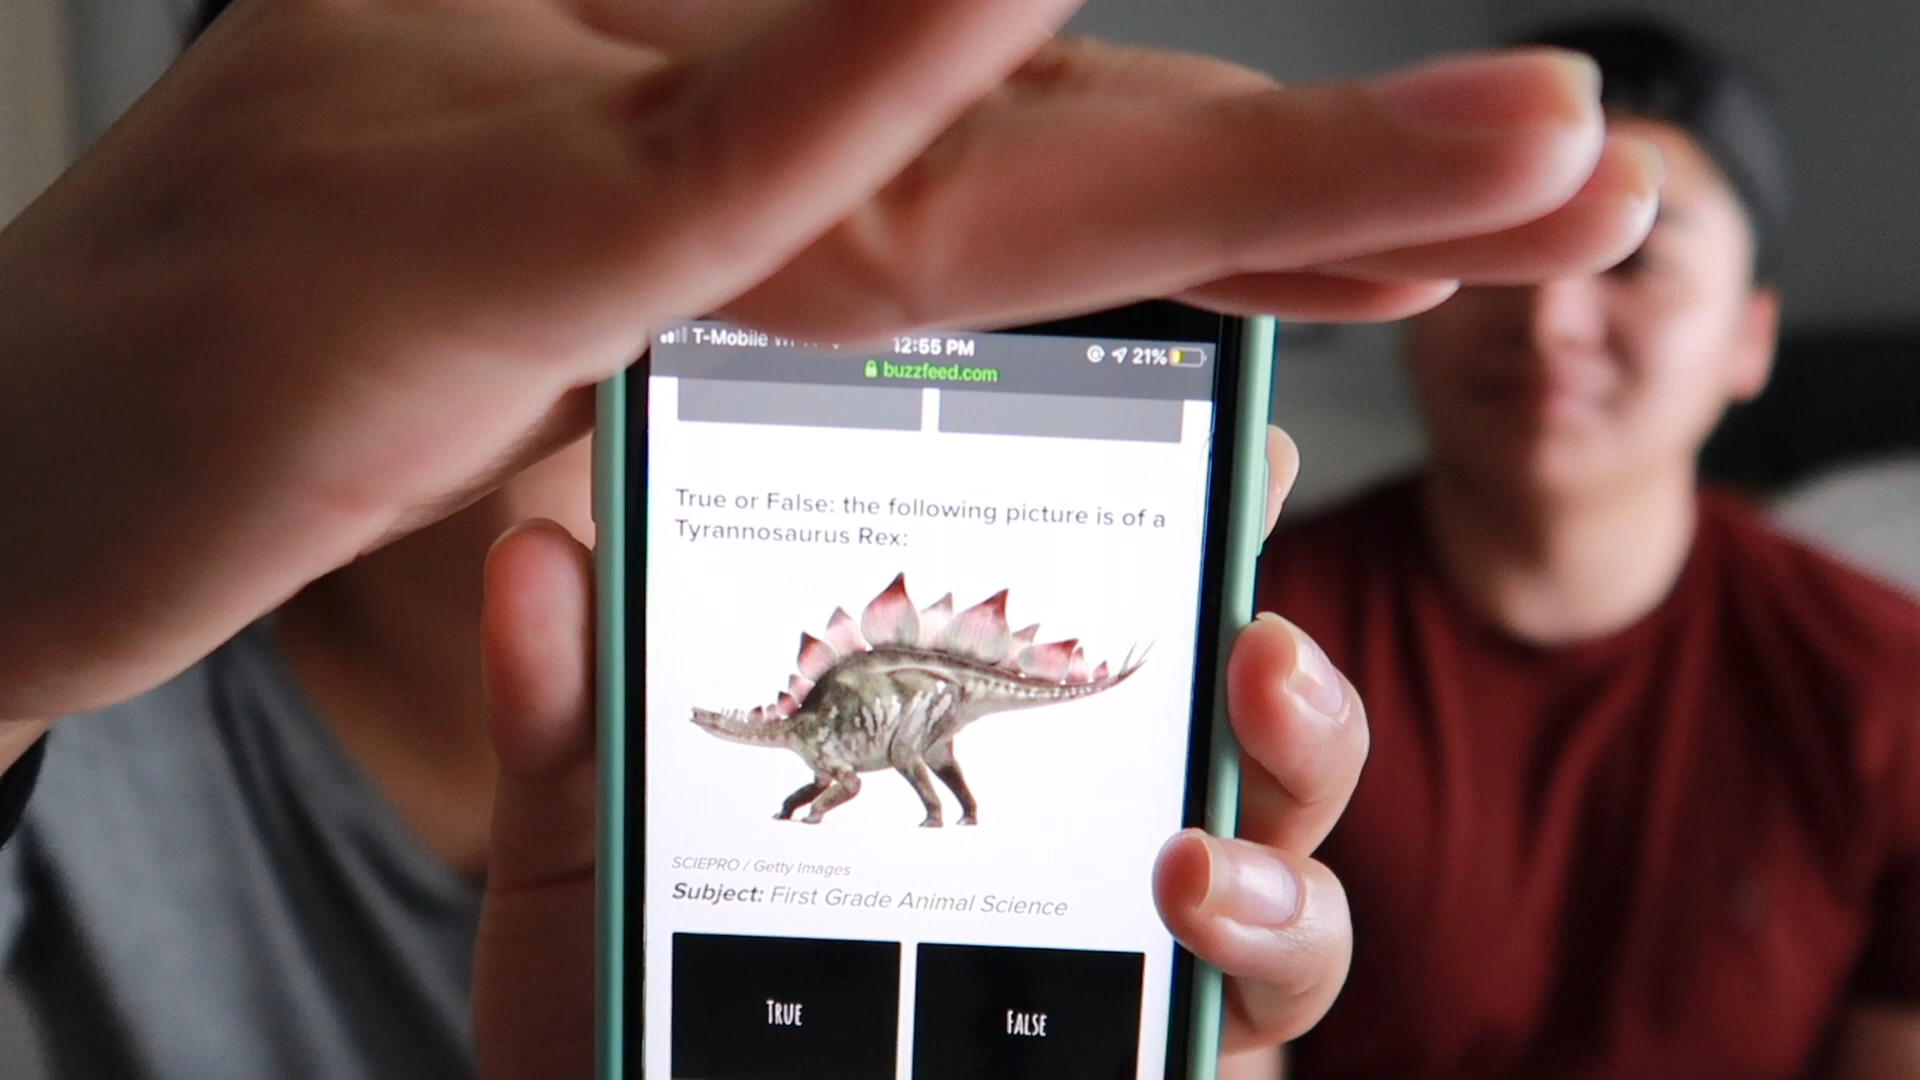 T-Mobile
12:55 PM
21%
buzzfeed.com
True or False: the following picture is of a
Tyrannosaurus Rex:
SCIEPRO / Getty Images
Subject: First Grade Animal Science
TRUE
FALSE